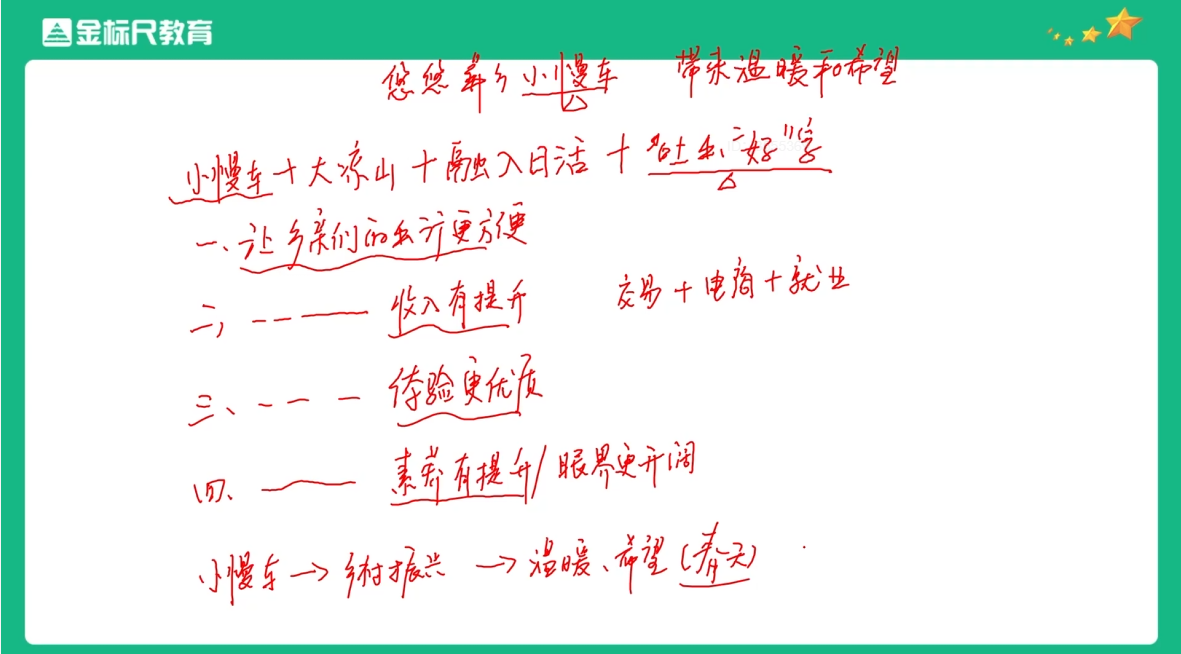 金标尺教育
悠悠彝乡小慢车 带来温暖和希望
小慢车+大凉山+融入日活+"吐出"好"字
一、让乡亲们的出行更方便
二、---— 收入有提升 交易+电商+就业
三、--- 体验更优质
四、—— 素养有提升/眼界更开阔
小慢车→乡村振兴→温暖、希望(春天)